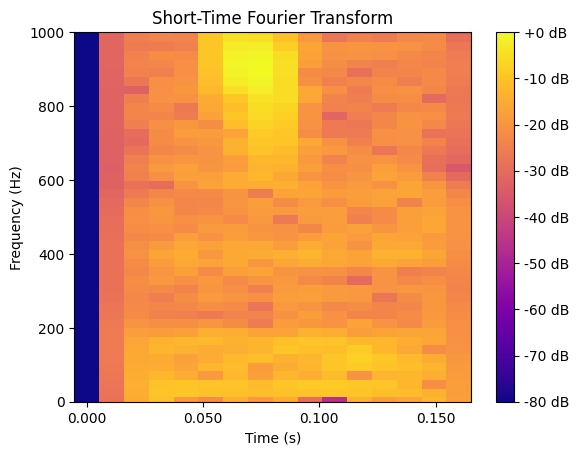 Short-Time Fourier Transform
1000
800
600
400
200
0
Frequency (Hz)
0.000
0.050
0.100
0.150
Time (s)
+0 dB
-10 dB
-20 dB
-30 dB
-40 dB
-50 dB
-60 dB
-70 dB
-80 dB